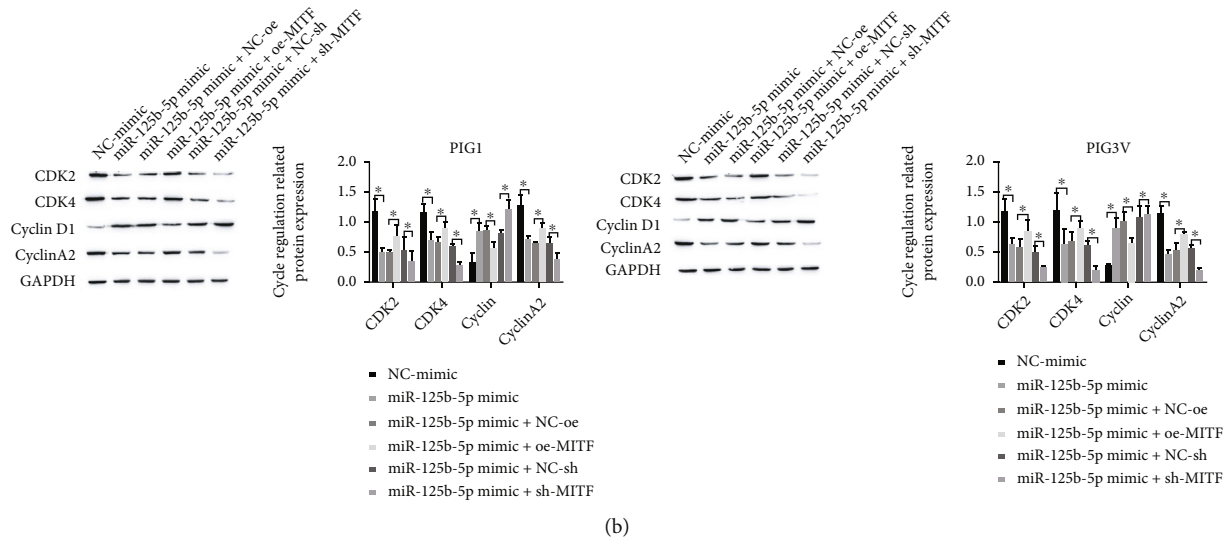 NC-mimic
miR-125b-5p mimic
miR-125b-5p mimic + NC-oe
miR-125b-5p mimic + oe-MITF
miR-125b-5p mimic + NC-sh
miR-125b-5p mimic + sh-MITF
CDK2
CDK4
Cyclin D1
CyclinA2
GAPDH
PIG1
Cycle regulation related
protein expression
2.0
1.5
1.0
0.5
0.0
* * * * * * * * * * * *
CDK2
CDK4
Cyclin
CyclinA2
NC-mimic
miR-125b-5p mimic
miR-125b-5p mimic + NC-oe
miR-125b-5p mimic + oe-MITF
miR-125b-5p mimic + NC-sh
miR-125b-5p mimic + sh-MITF
NC-mimic
miR-125b-5p mimic
miR-125b-5p mimic + NC-oe
miR-125b-5p mimic + oe-MITF
miR-125b-5p mimic + NC-sh
miR-125b-5p mimic + sh-MITF
CDK2
CDK4
Cyclin D1
CyclinA2
GAPDH
PIG3V
Cycle regulation related
protein expression
2.0
1.5
1.0
0.5
0.0
* * * * * * * * * * * *
CDK2
CDK4
Cyclin
CyclinA2
NC-mimic
miR-125b-5p mimic
miR-125b-5p mimic + NC-oe
miR-125b-5p mimic + oe-MITF
miR-125b-5p mimic + NC-sh
miR-125b-5p mimic + sh-MITF
(b)